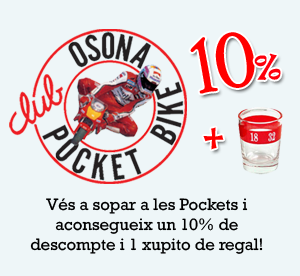 club
OSONA
POCKET BIKE
10%
+
18 32
Vés a sopar a les Pockets i
aconsegueix un 10% de
descompte i 1 xupito de regal!